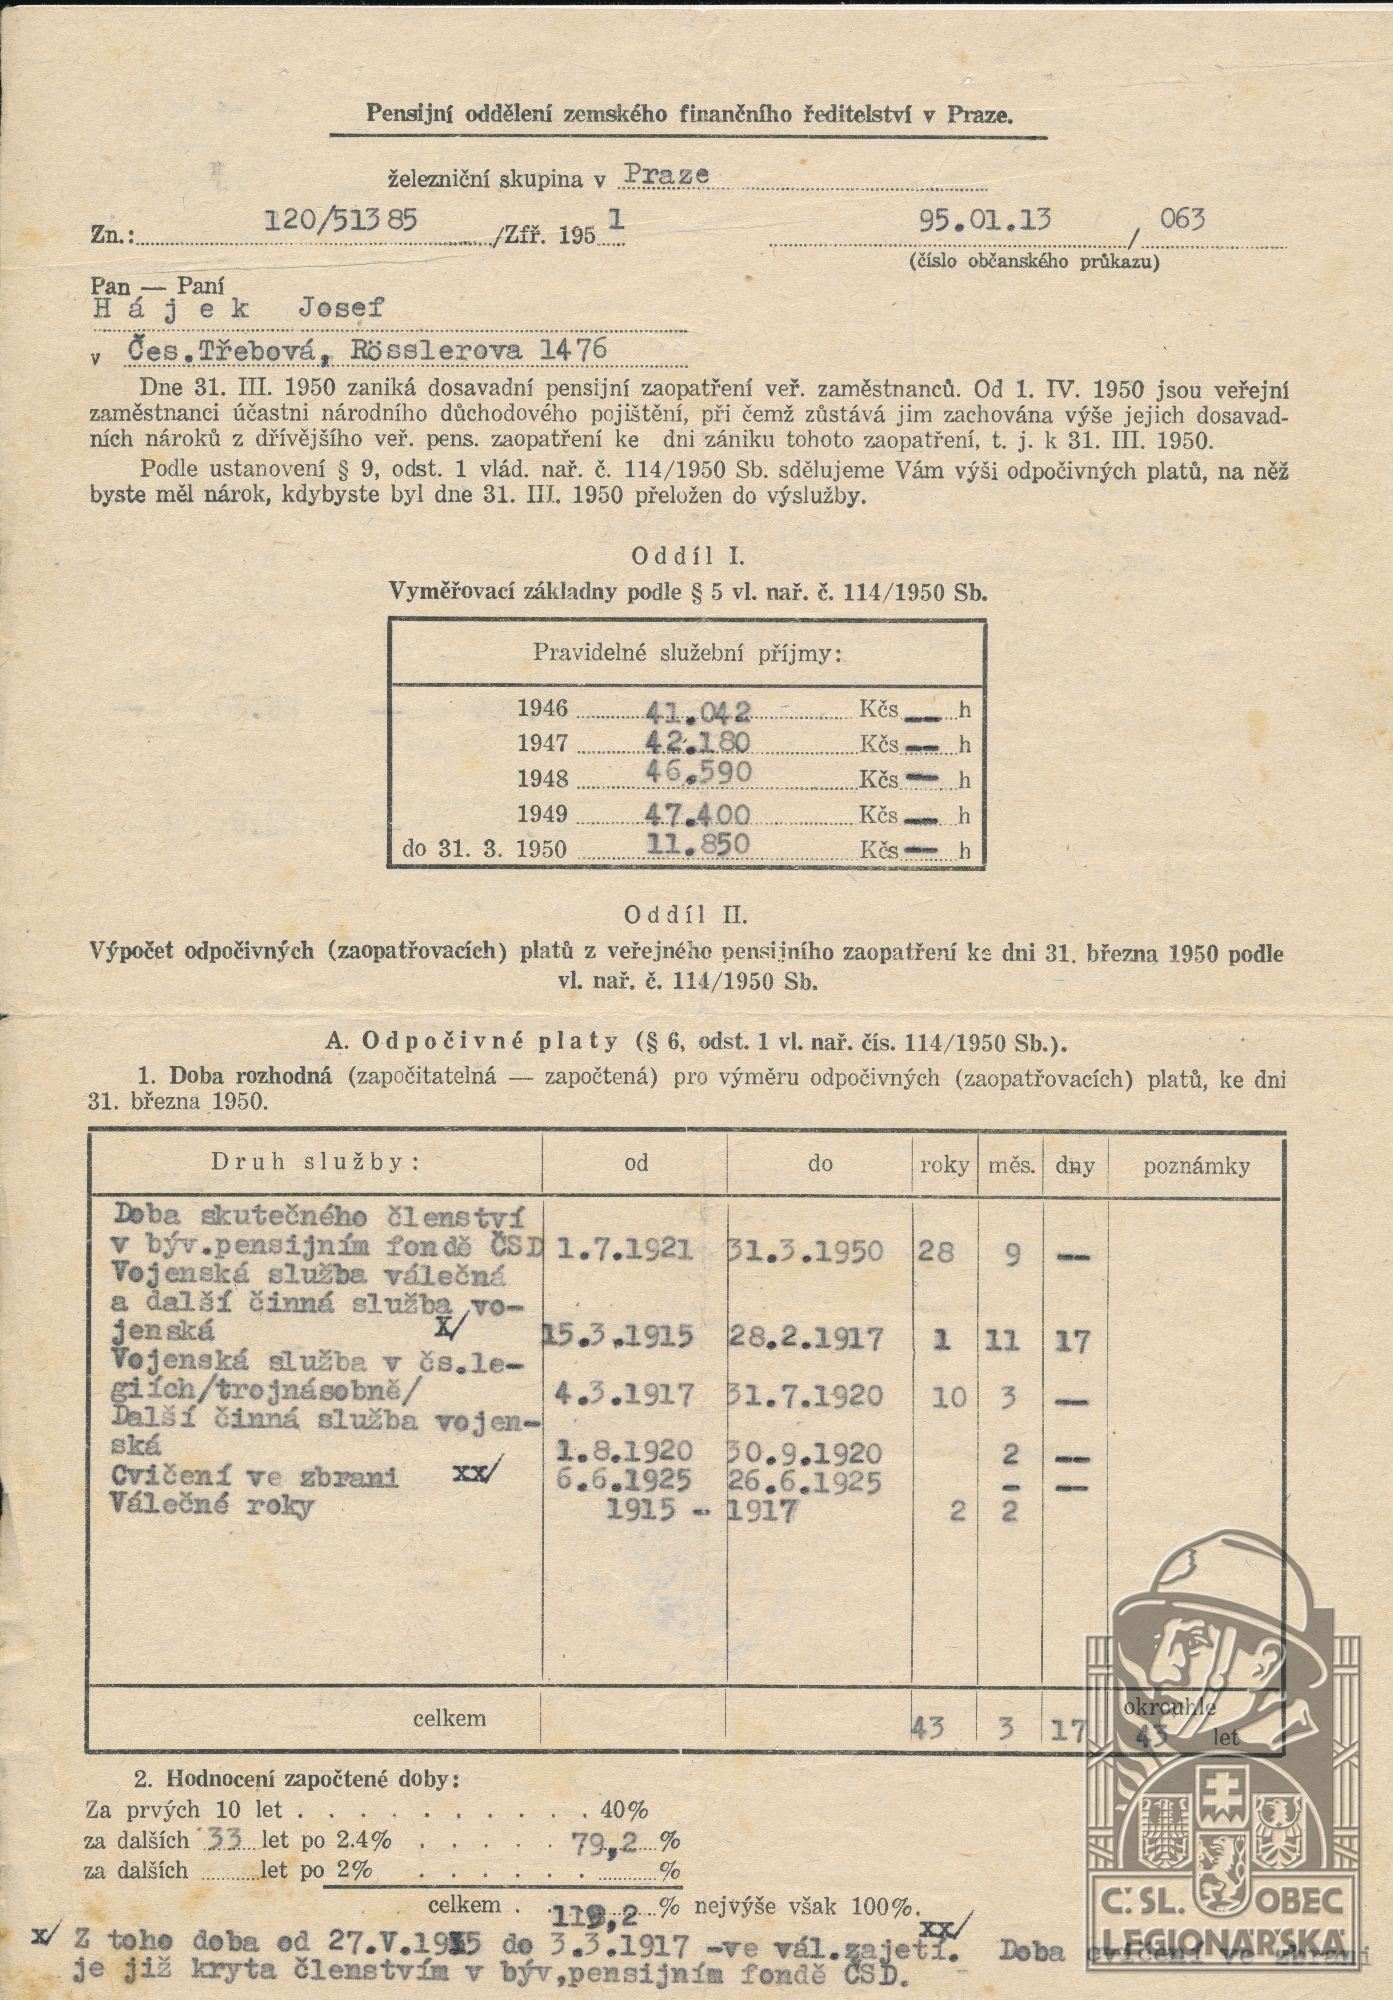 Pensijní oddělení zemského finančního ředitelství v Praze.
železniční skupina v Praze
Zn.: 120/51385 /Zfř. 1951 95.01.13 / 063
(číslo občanského průkazu)
Pan — Paní
H á j e k Josef
v Čes.Třebová, Rösslerova 1476
Dne 31. III. 1950 zaniká dosavadní pensijní zaopatření veř. zaměstnanců. Od 1. IV. 1950 jsou veřejní
zaměstnanci účastni národního důchodového pojištění, při čemž zůstává jim zachována výše jejich dosavad-
ních nároků z dřívějšího veř. pens. zaopatření ke dni zániku tohoto zaopatření, t. j. k 31. III. 1950.
Podle ustanovení § 9, odst. 1 vlád. nař. č. 114/1950 Sb. sdělujeme Vám výši odpočivných platů, na něž
byste měl nárok, kdybyste byl dne 31. III. 1950 přeložen do výslužby.
Oddíl I.
Vyměřovací základny podle § 5 vl. nař. č. 114/1950 Sb.
Pravidelné služební příjmy:
1946 41.042 Kčs — h
1947 42.180 Kčs — h
1948 46.590 Kčs — h
1949 47.400 Kčs — h
do 31. 3. 1950 11.850 Kčs — h
Oddíl II.
Výpočet odpočivných (zaopatřovacích) platů z veřejného pensijního zaopatření ke dni 31. března 1950 podle
vl. nař. č. 114/1950 Sb.
A. Odpočivné platy (§ 6, odst. 1 vl. nař. čís. 114/1950 Sb.).
1. Doba rozhodná (započitatelná — započtená) pro výměru odpočivných (zaopatřovacích) platů, ke dni
31. března 1950.
Druh služby: od do roky měs. dny poznámky
Doba skutečného členství
v býv.pensijním fondě ČSD 1.7.1921 31.3.1950 28 9 —
Vojenská služba válečná
a další činná služba vo-
jenská x/ 15.3.1915 28.2.1917 1 11 17
Vojenská služba v čs.le-
giích/trojnásobně/ 4.3.1917 31.7.1920 10 3 —
Další činná služba vojen-
ská 1.8.1920 30.9.1920 2 —
Cvičení ve zbrani xx/ 6.6.1925 26.6.1925 - —
Válečné roky 1915 - 1917 2 2
okrouhle
celkem 43 3 17 43 let
2. Hodnocení započtené doby:
Za prvých 10 let . . . . . . . . . . 40%
za dalších 33 let po 2.4% . . . . . 79,2 %
za dalších let po 2% . . . . . %
celkem . . 119,2 % nejvýše však 100%.
x/ Z toho doba od 27.V.1915 do 3.3.1917 -ve vál.zajetí. xx/ Doba cvičení ve zbrani
je již kryta členstvím v býv,pensijním fondě ČSD.
Č. SL. OBEC
LEGIONÁŘSKÁ